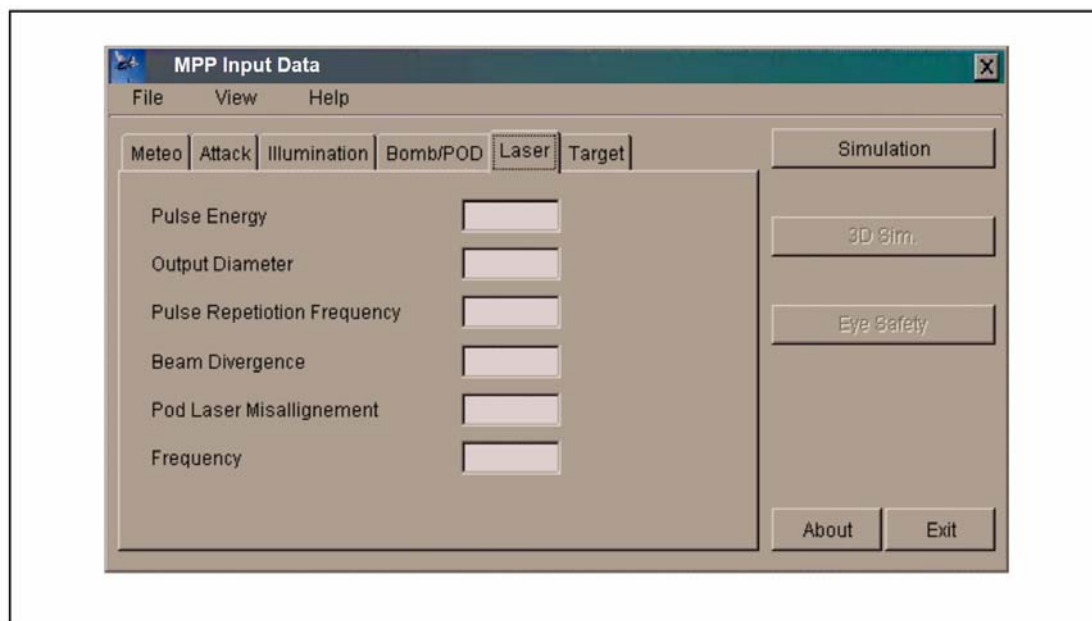 MPP Input Data
File View Help
Meteo Attack Illumination Bomb/POD Laser Target
Pulse Energy
Output Diameter
Pulse Repetiotion Frequency
Beam Divergence
Pod Laser Misallignement
Frequency
Simulation
3D Sim.
Eye Safety
About Exit